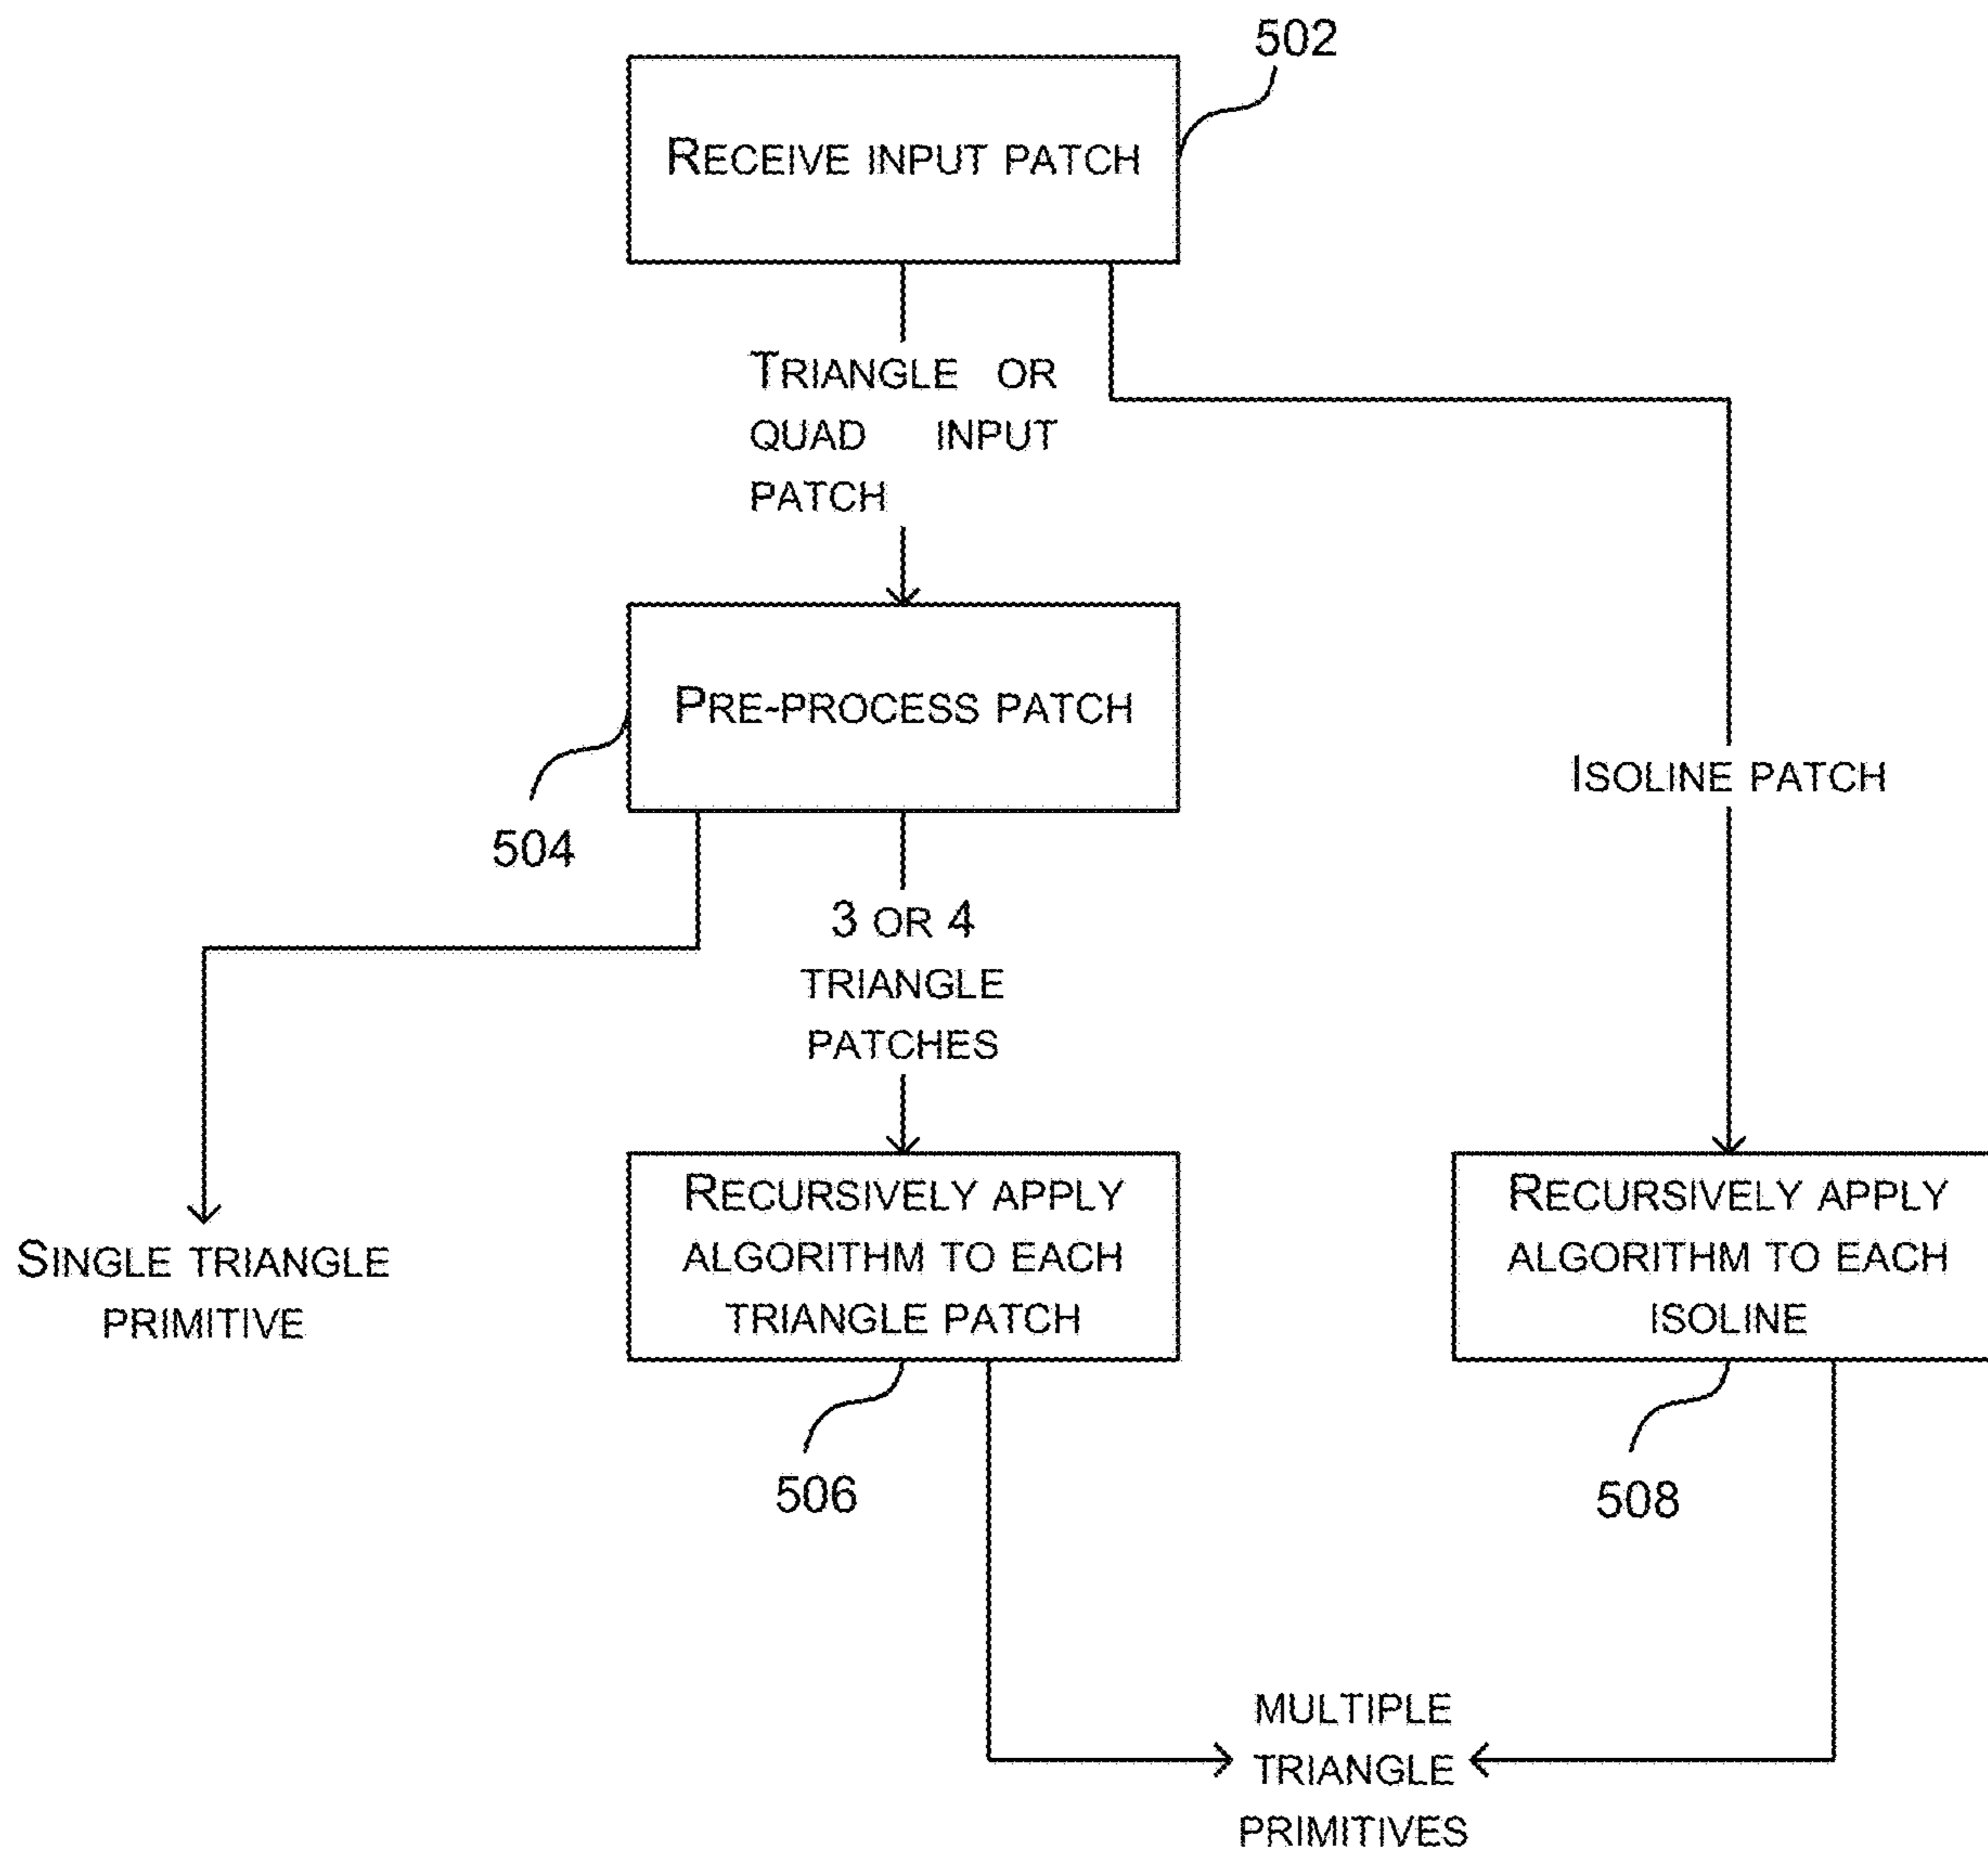 502
RECEIVE INPUT PATCH
TRIANGLE OR
QUAD INPUT
PATCH
PRE-PROCESS PATCH
504
ISOLINE PATCH
3 OR 4
TRIANGLE
PATCHES
SINGLE TRIANGLE
PRIMITIVE
RECURSIVELY APPLY
ALGORITHM TO EACH
TRIANGLE PATCH
506
RECURSIVELY APPLY
ALGORITHM TO EACH
ISOLINE
508
MULTIPLE
TRIANGLE
PRIMITIVES